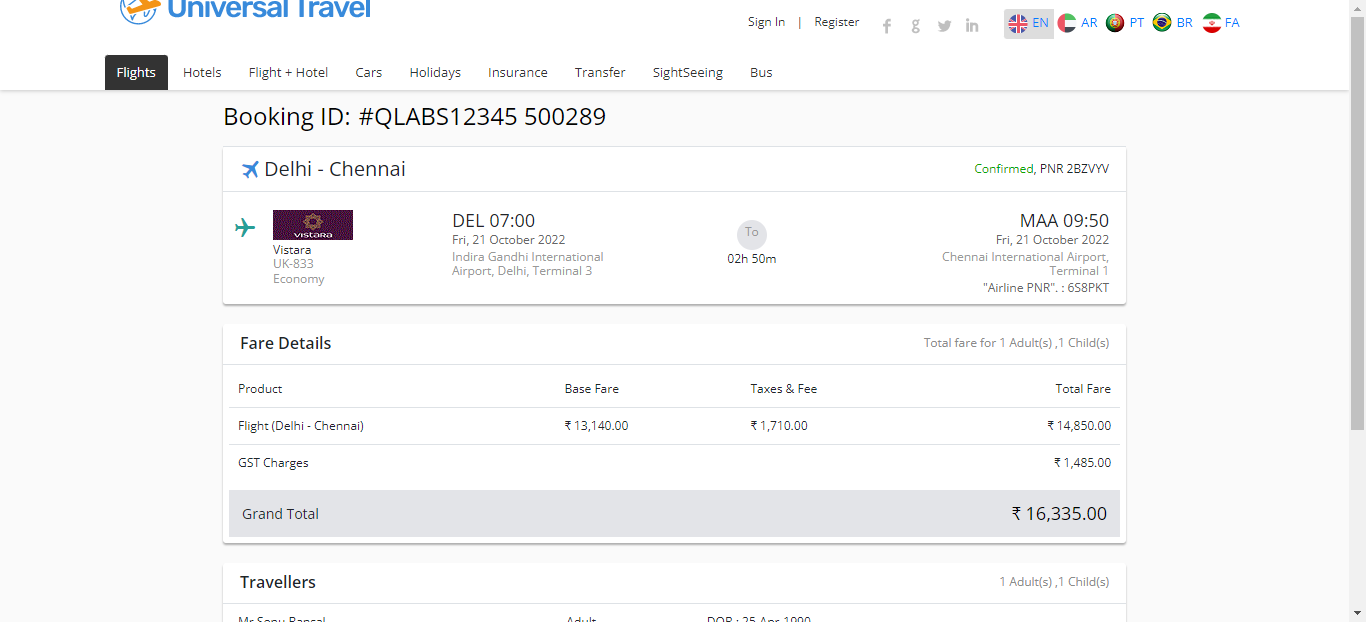 Universal Travel
Sign In | Register
EN AR PT BR FA
Flights Hotels Flight + Hotel Cars Holidays Insurance Transfer SightSeeing Bus
Booking ID: #QLABS12345 500289
Delhi - Chennai
Confirmed, PNR 2BZVYV
VISTARA
Vistara
UK-833
Economy
DEL 07:00
Fri, 21 October 2022
Indira Gandhi International
Airport, Delhi, Terminal 3
To
02h 50m
MAA 09:50
Fri, 21 October 2022
Chennai International Airport,
Terminal 1
"Airline PNR". : 6S8PKT
Fare Details
Total fare for 1 Adult(s) ,1 Child(s)
Product Base Fare Taxes & Fee Total Fare
Flight (Delhi - Chennai) ₹ 13,140.00 ₹ 1,710.00 ₹ 14,850.00
GST Charges ₹ 1,485.00
Grand Total ₹ 16,335.00
Travellers
1 Adult(s) ,1 Child(s)
Mr Sonu Bansal Adult DOB : 25 Apr 1990